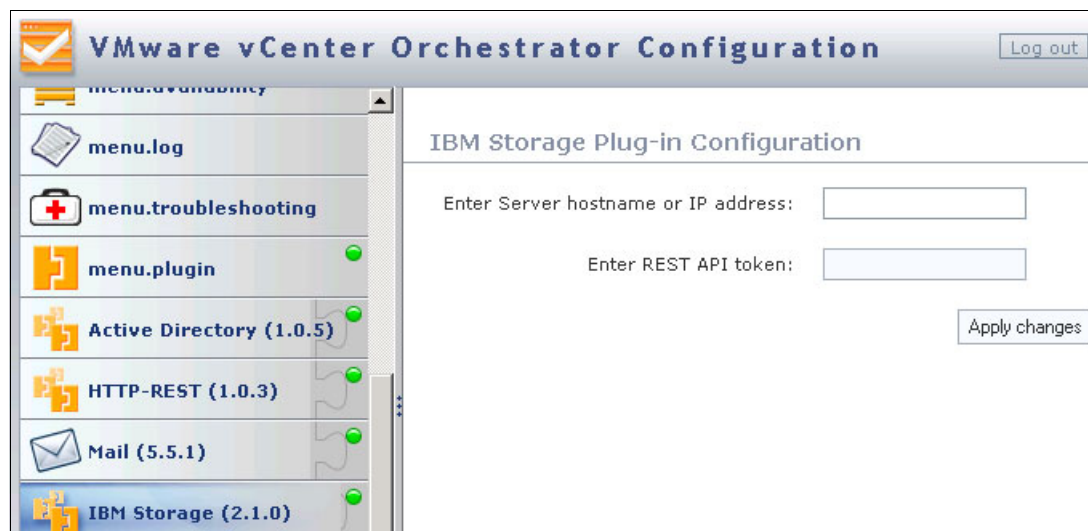 VMware vCenter Orchestrator Configuration
Log out
menu.availability
menu.log
menu.troubleshooting
menu.plugin
Active Directory (1.0.5)
HTTP-REST (1.0.3)
Mail (5.5.1)
IBM Storage (2.1.0)
IBM Storage Plug-in Configuration
Enter Server hostname or IP address:
Enter REST API token:
Apply changes